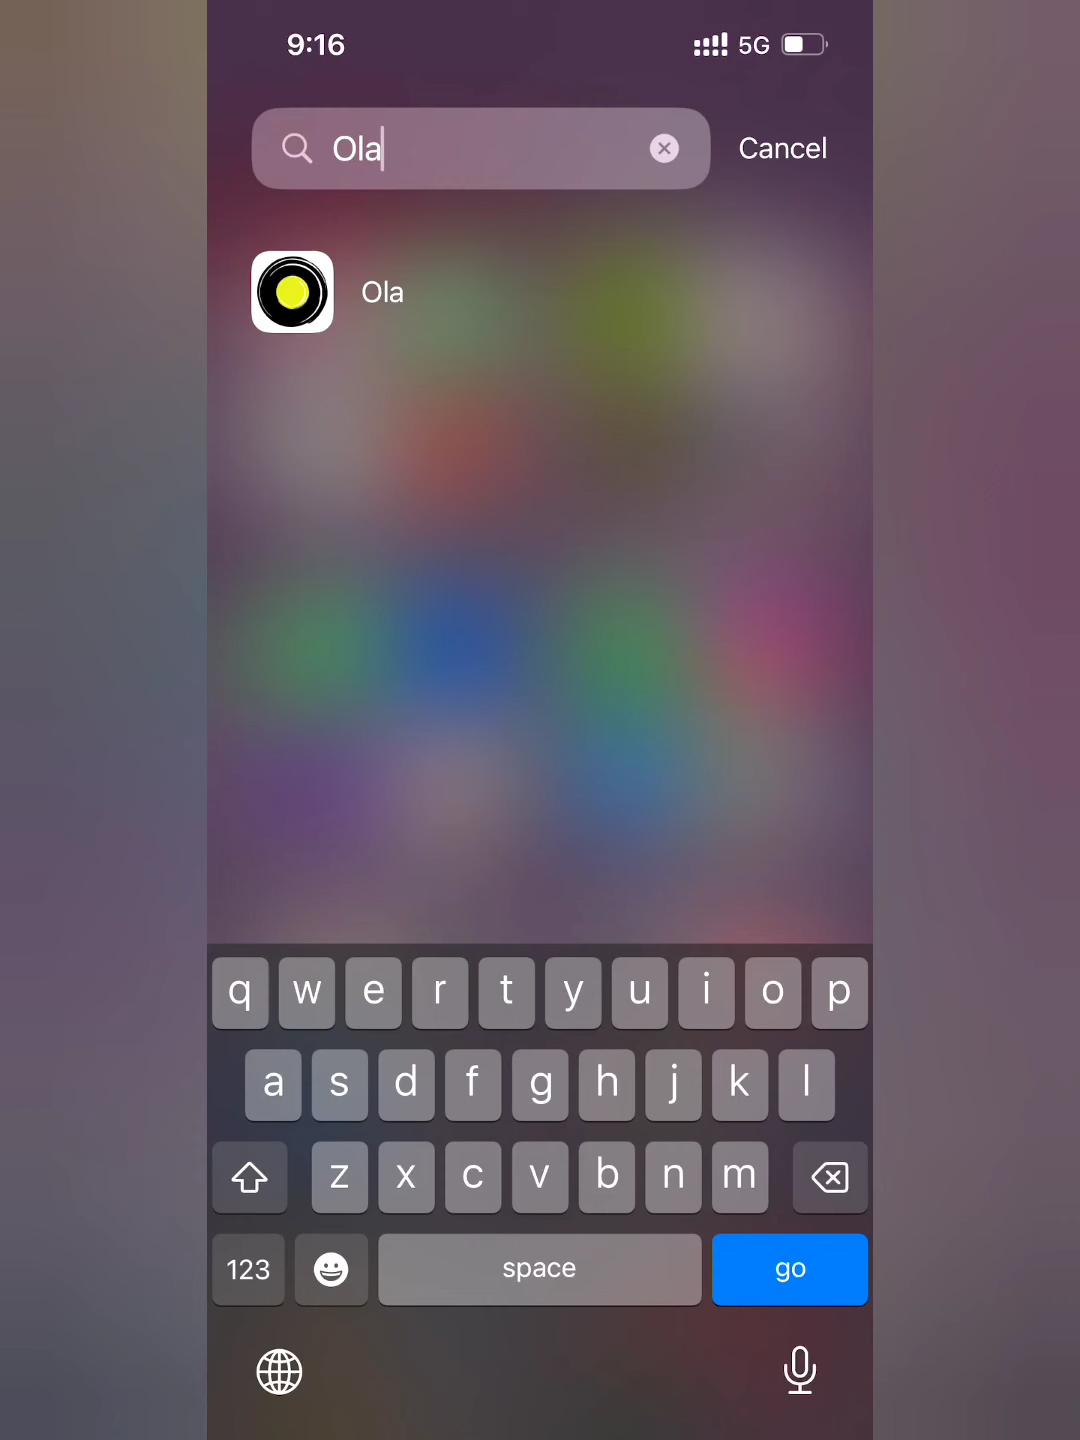 9:16 5G
Ola Cancel
Ola
q w e r t y u i o p
a s d f g h j k l
z x c v b n m
123 space go